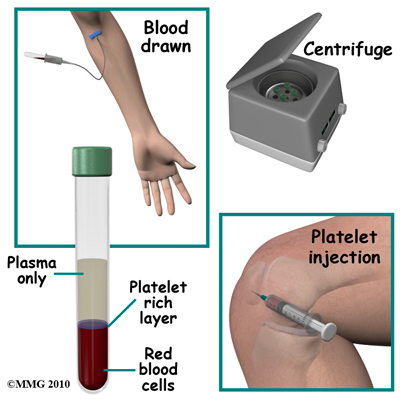 Blood
drawn
Centrifuge
Plasma
only
Platelet
rich
layer
Red
blood
cells
Platelet
injection
©MMG 2010